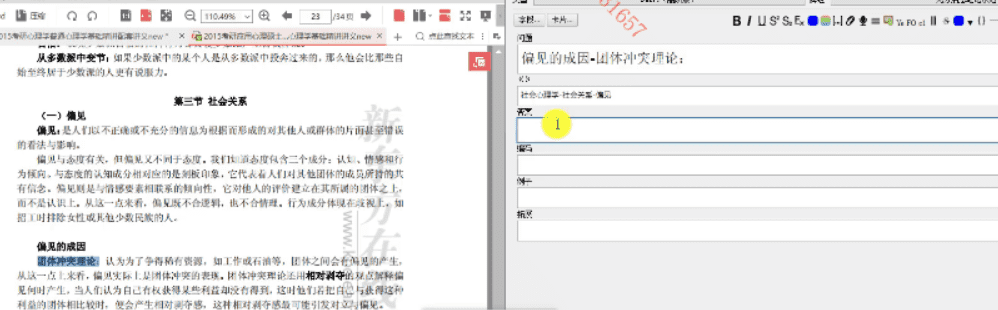 压缩
110.49%
23 /34页
2015考研心理学普通心理学基础班讲配套讲义new *
2015考研应用心理硕士...心理学基础班讲讲义new *
点此查找文本
从多数派中变节：如果少数派中的某个人是从多数派中投奔过来的，那么他会比那些自
始至终居于少数派的人更有说服力。
第三节 社会关系
（一）偏见
偏见：是人们以不正确或不充分的信息为根据而形成的对其他人或群体的片面甚至错误
的看法与影响。
偏见与态度有关，但偏见又不同于态度。我们知道态度包含三个成分：认知、情感和行
为倾向。与态度的认知成分相对应的是刻板印象，它代表着人们对其他团体的成员所持的共
有信念。偏见则是与情感要素相联系的倾向性，它对他人的评价建立在其所属的团体之上，
而不是认识上。从这一点来看，偏见既不合逻辑，也不合情理。行为成分体现在歧视上，如
招工时排除女性或其他少数民族的人。
偏见的成因
团体冲突理论：认为为了争得稀有资源，如工作或石油等，团体之间会有偏见的产生，
从这一点上来看，偏见实际上是团体冲突的表现。团体冲突理论还用相对剥夺的观点解释偏
见何时产生，当人们认为自己有权获得某些利益却没有得到，这时他们若把自己与获得这种
利益的团体相比较时，便会产生相对剥夺感，这种相对剥夺感最可能引发对立与偏见。
新 分在线
www.
字段...
卡片...
81657
B I U
问题
偏见的成因-团体冲突理论：
社会心理学-社会关系-偏见
答案
编码
例子
拓展